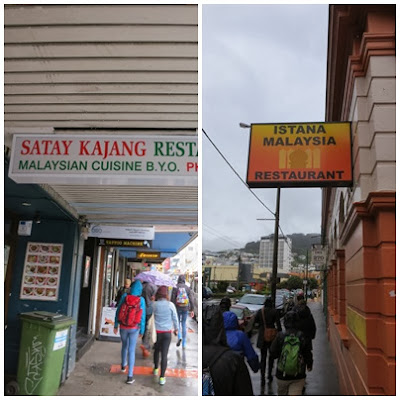 SATAY KAJANG RESTA
MALAYSIAN CUISINE B.Y.O. PH
ISTANA
MALAYSIA
RESTAURANT